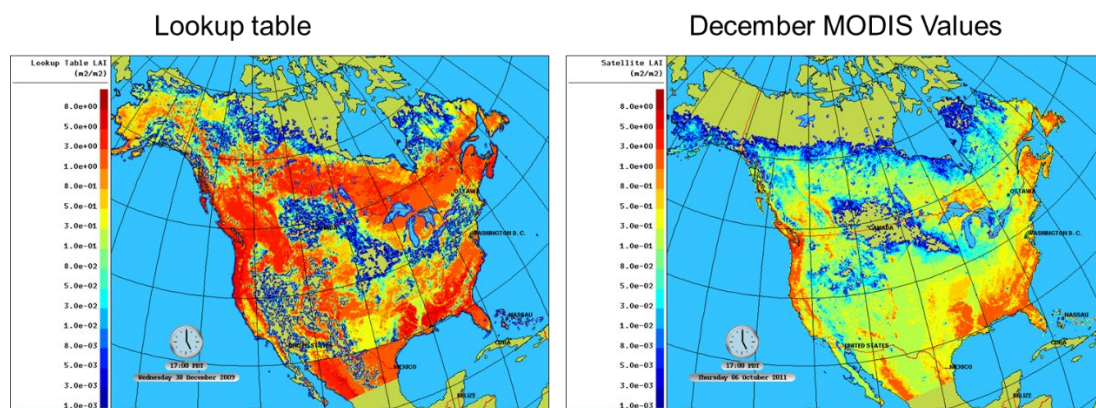 Lookup table
December MODIS Values
Lookup Table LAI
(m2/m2)
8.0e+00
5.0e+00
3.0e+00
1.0e+00
8.0e-01
5.0e-01
3.0e-01
1.0e-01
8.0e-02
5.0e-02
3.0e-02
1.0e-02
8.0e-03
5.0e-03
3.0e-03
1.0e-03
OTTAWA
CANADA
WASHINGTON D.C.
NASSAU
CUBA
UNITED STATES
MEXICO
BELIZE
17:00 PDT
Wednesday 30 December 2009
Satellite LAI
(m2/m2)
8.0e+00
5.0e+00
3.0e+00
1.0e+00
8.0e-01
5.0e-01
3.0e-01
1.0e-01
8.0e-02
5.0e-02
3.0e-02
1.0e-02
8.0e-03
5.0e-03
3.0e-03
1.0e-03
OTTAWA
CANADA
WASHINGTON D.C.
NASSAU
CUBA
UNITED STATES
MEXICO
BELIZE
17:00 PDT
Thursday 06 October 2011